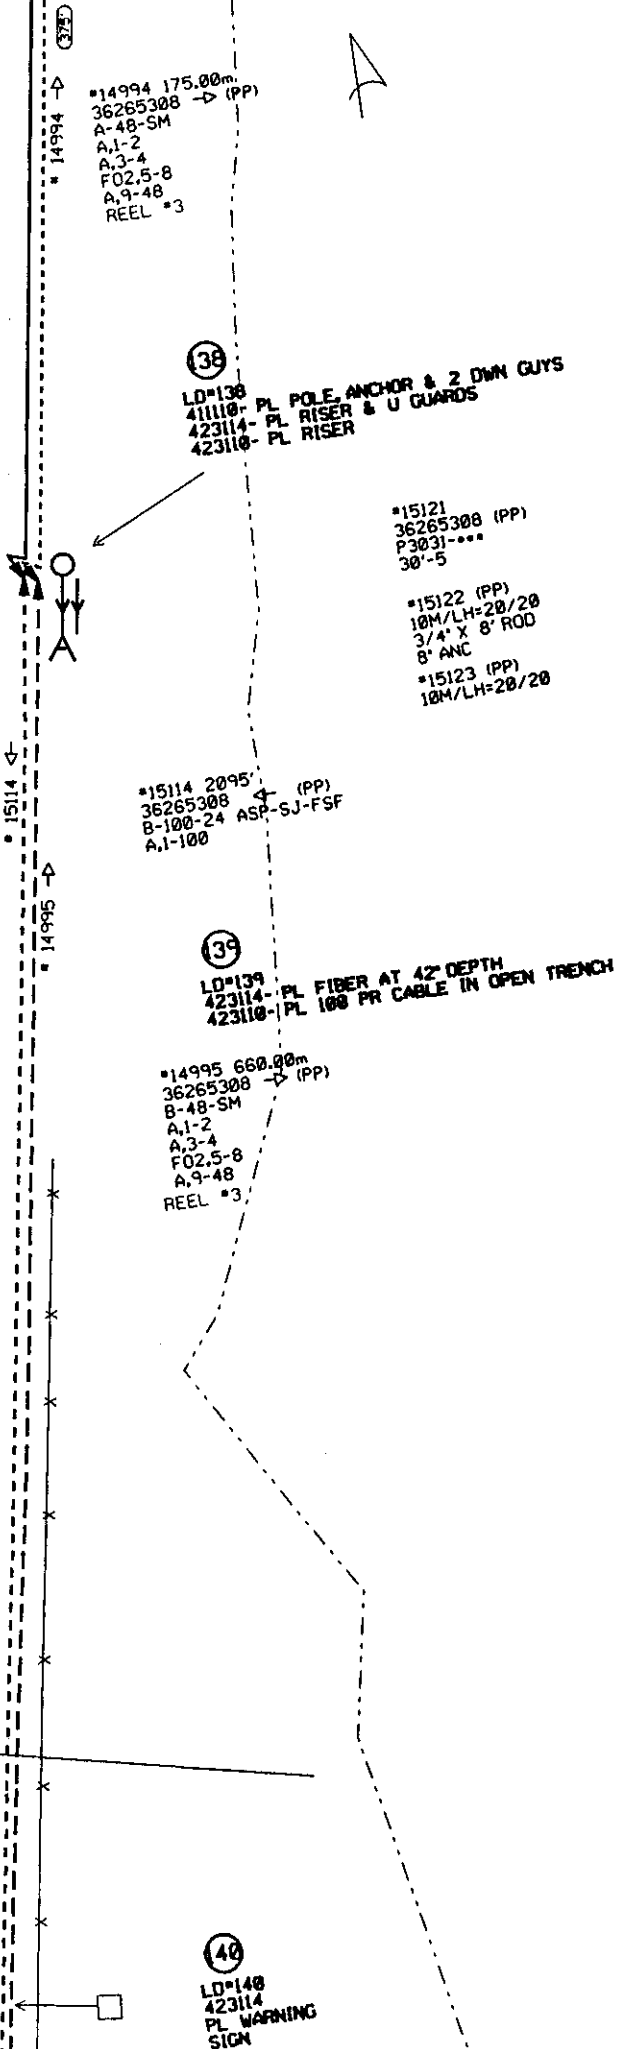 375'
*14994
*14994 175.00m.
36265308 (PP)
A-48-SM
A,1-2
A,3-4
FO2,5-8
A,9-48
REEL *3
138
LD*138
411110- PL POLE, ANCHOR & 2 DWN GUYS
423114- PL RISER & U GUARDS
423110- PL RISER
*15121
36265308 (PP)
P3031-***
30'-5
*15122 (PP)
10M/LH=20/20
3/4" X 8' ROD
8" ANC
*15123 (PP)
10M/LH=20/20
*15114
*15114 2095'
36265308 (PP)
B-100-24 ASP-SJ-FSF
A,1-100
*14995
139
LD*139
423114- PL FIBER AT 42" DEPTH
423110- PL 100 PR CABLE IN OPEN TRENCH
*14995 660.00m
36265308 (PP)
B-48-SM
A,1-2
A,3-4
FO2,5-8
A,9-48
REEL *3
140
LD*140
423114
PL WARNING
SIGN